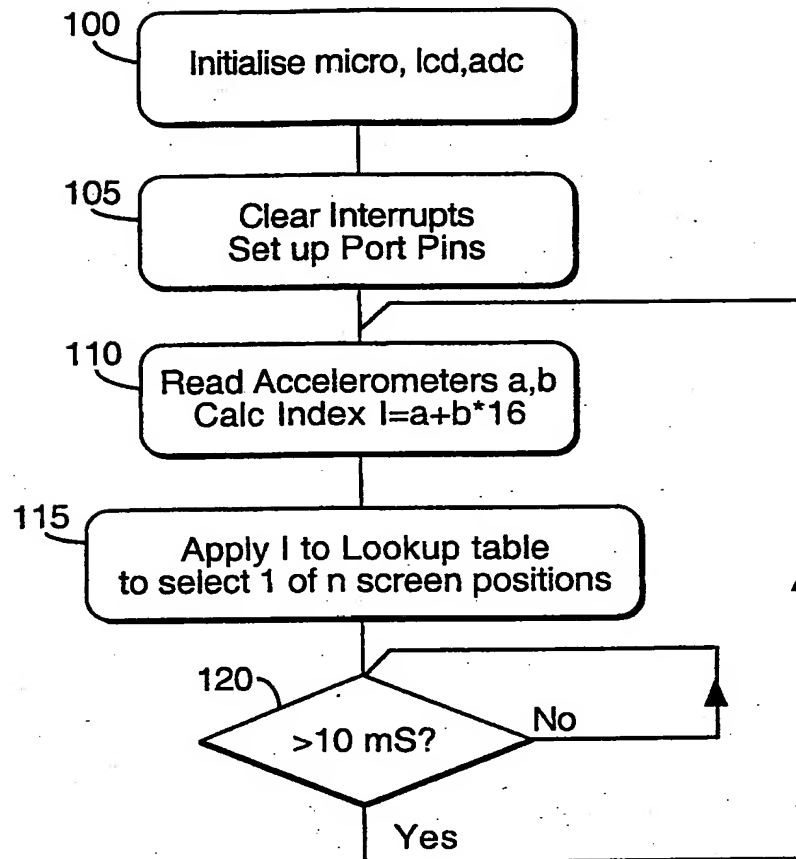 100
Initialise micro, lcd,adc
105
Clear Interrupts
Set up Port Pins
110
Read Accelerometers a,b
Calc Index I=a+b*16
115
Apply I to Lookup table
to select 1 of n screen positions
120
>10 mS?
No
Yes